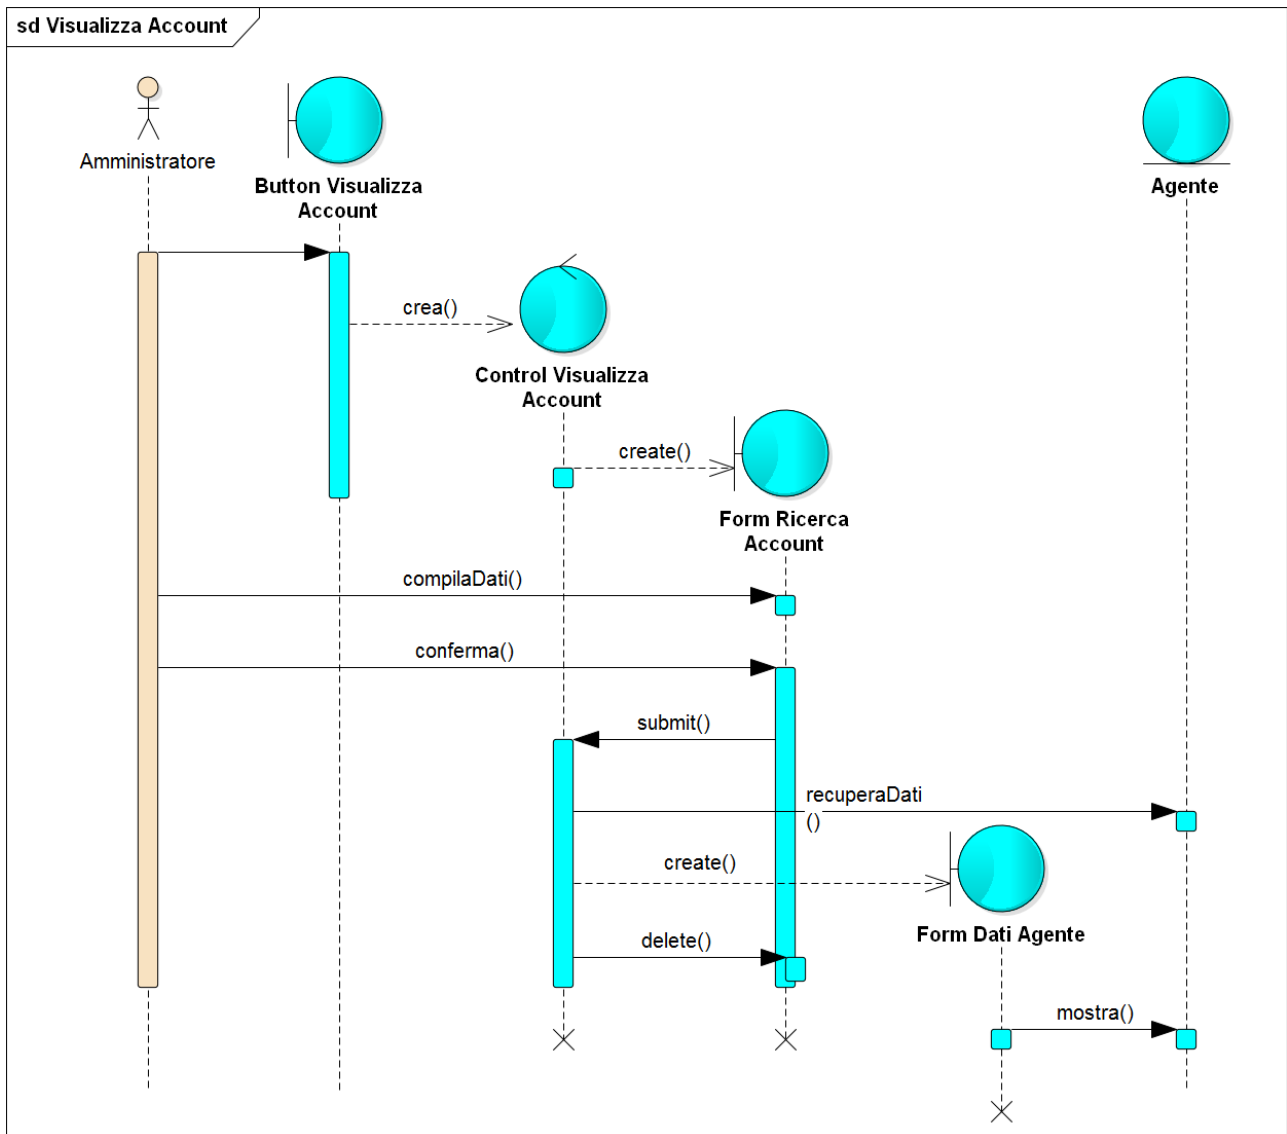 sd Visualizza Account
Amministratore
Button Visualizza
Account
Agente
crea()
Control Visualizza
Account
create()
Form Ricerca
Account
compilaDati()
conferma()
submit()
recuperaDati
()
create()
Form Dati Agente
delete()
mostra()